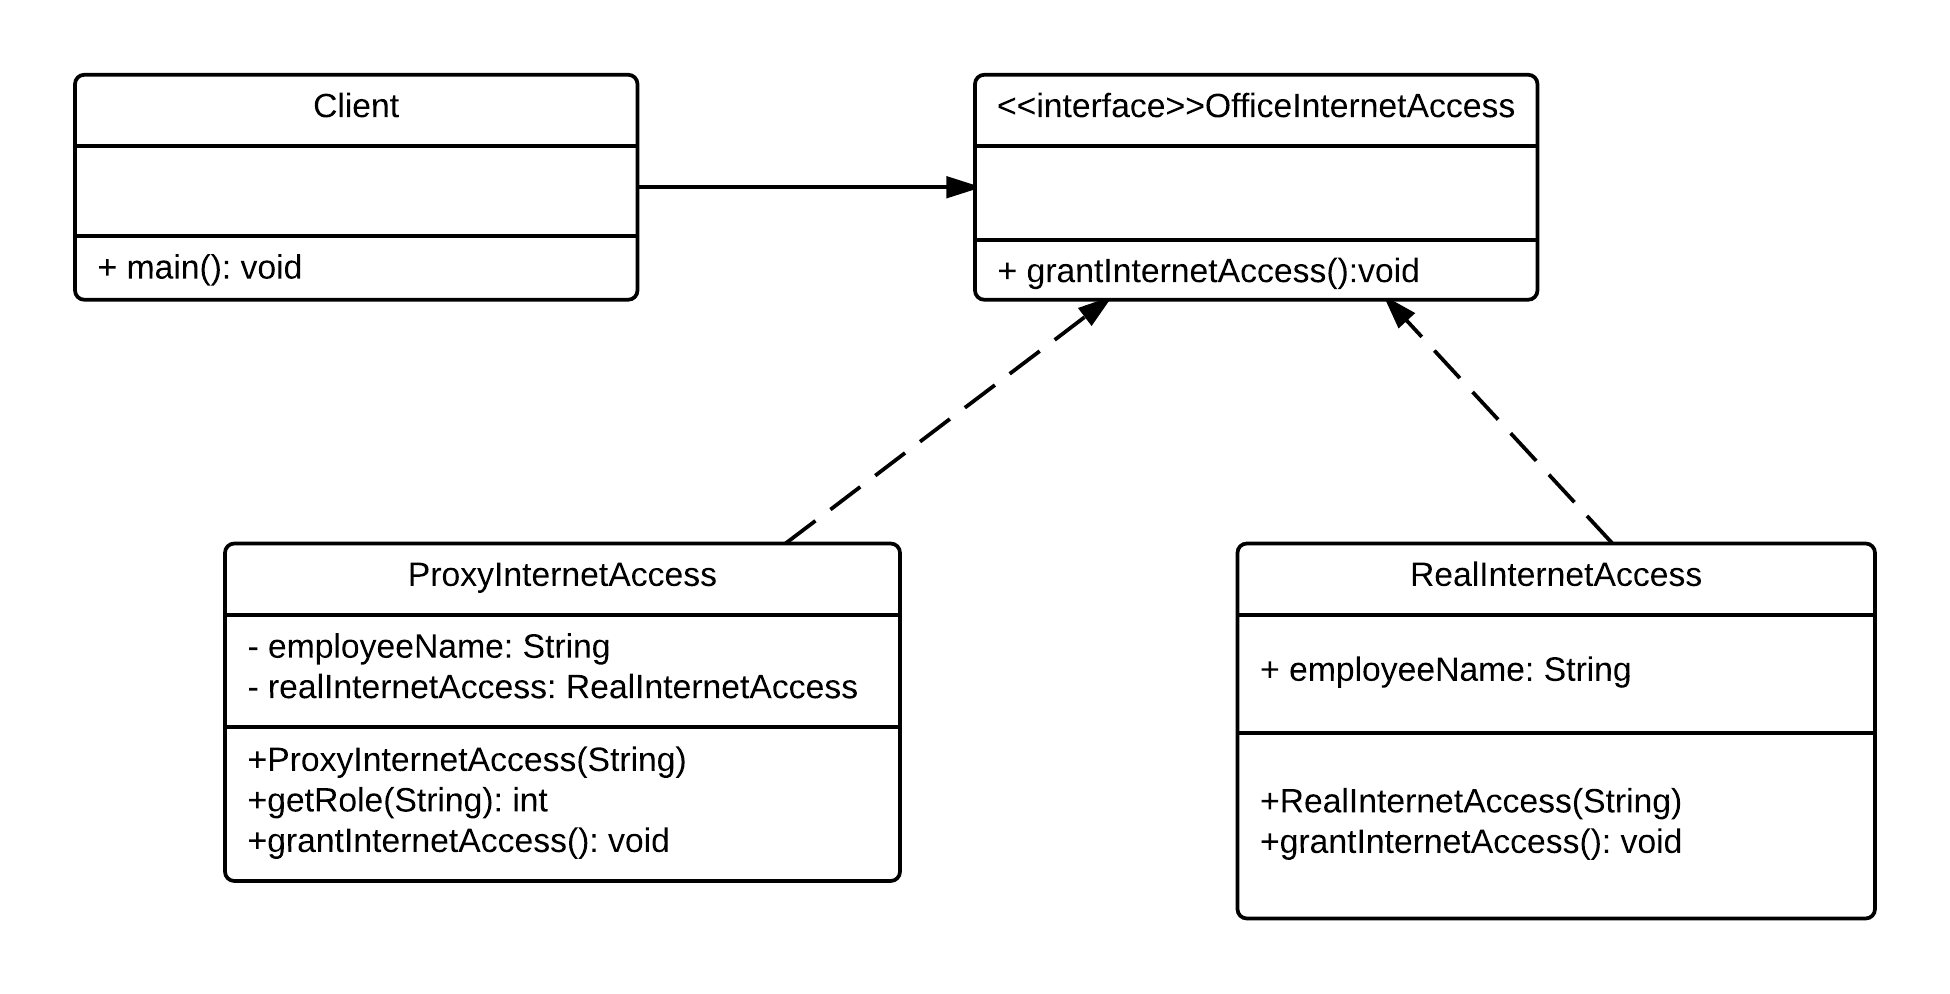 Client
+ main(): void
<<interface>>OfficeInternetAccess
+ grantInternetAccess():void
ProxyInternetAccess
- employeeName: String
- realInternetAccess: RealInternetAccess
+ProxyInternetAccess(String)
+getRole(String): int
+grantInternetAccess(): void
RealInternetAccess
+ employeeName: String
+RealInternetAccess(String)
+grantInternetAccess(): void